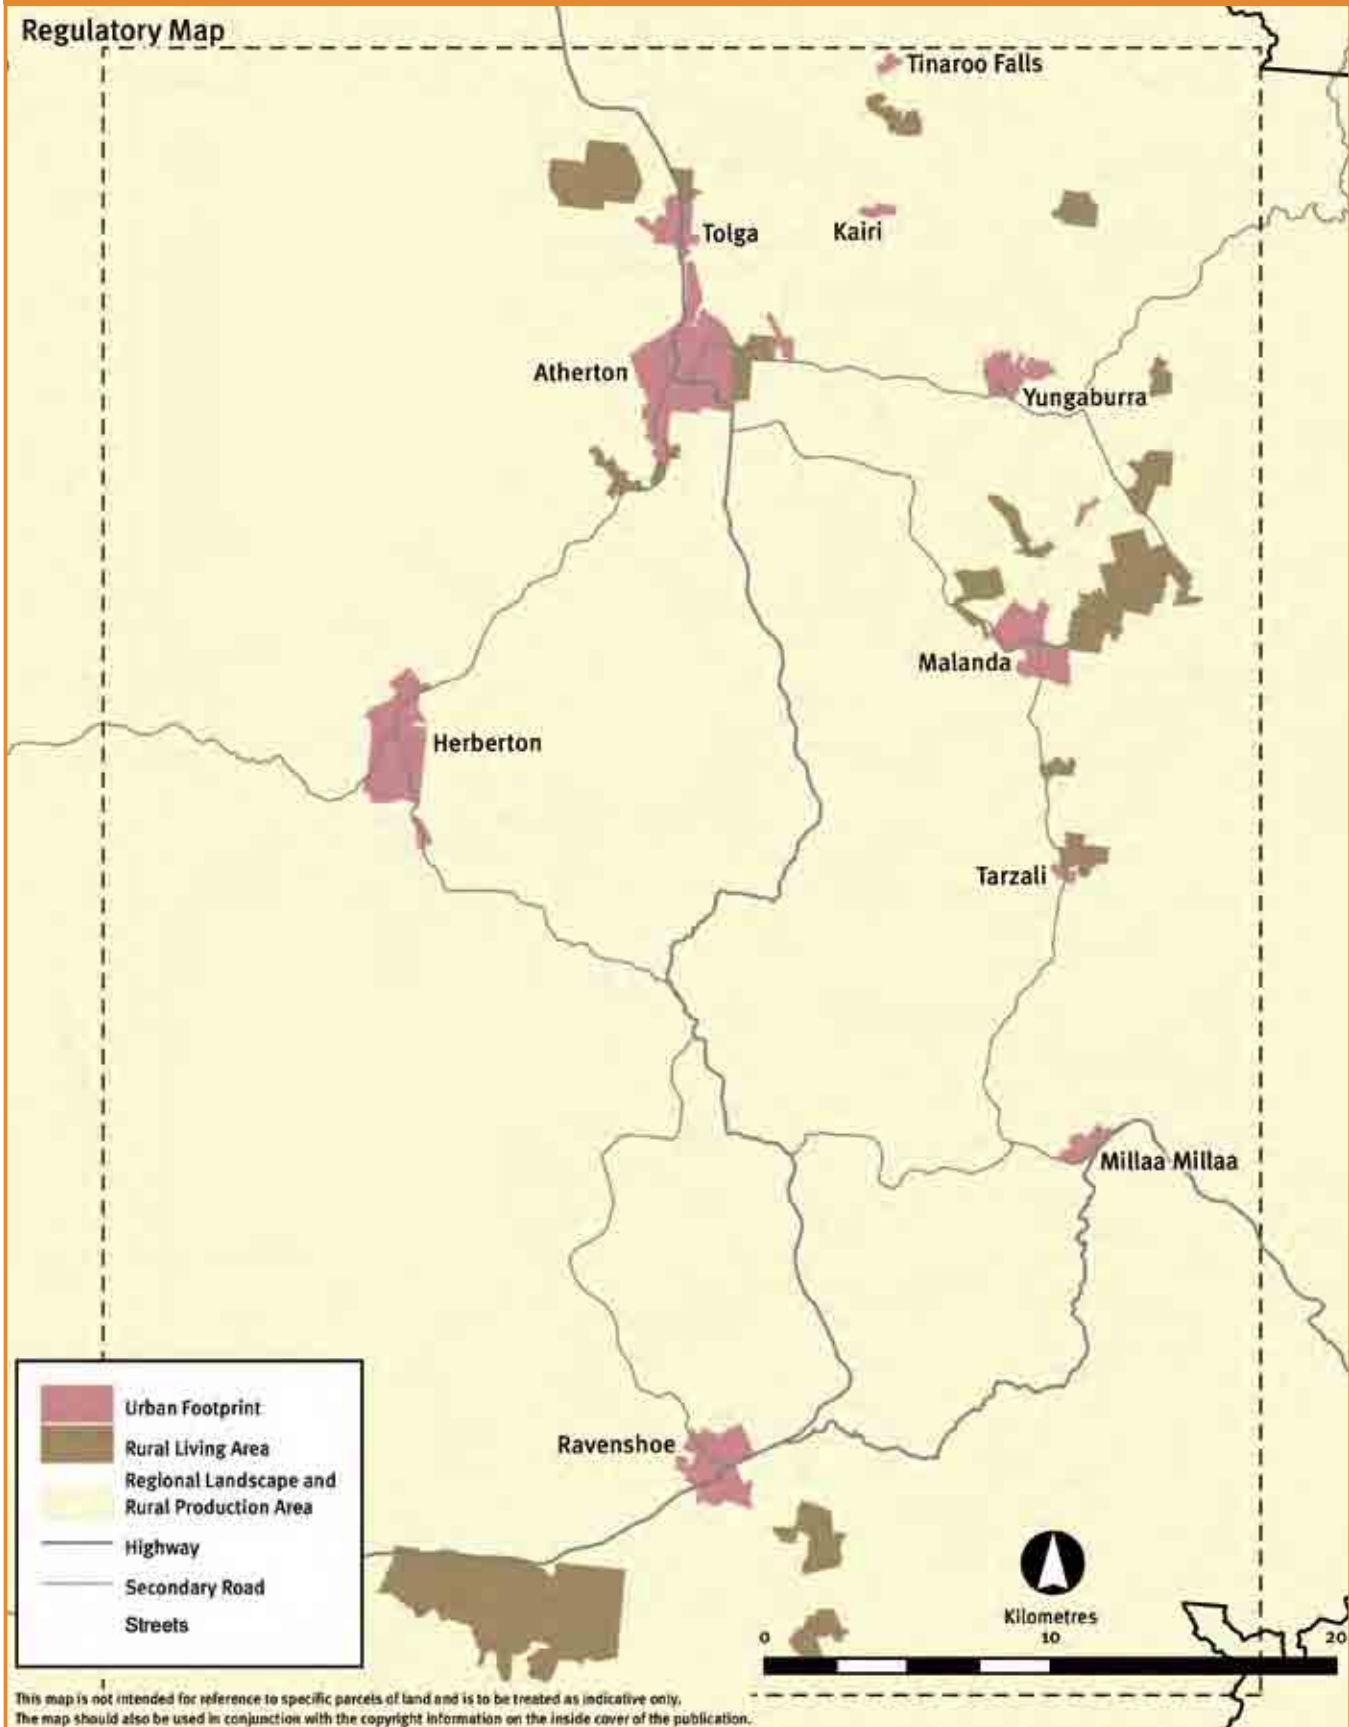 Regulatory Map
Tinaroo Falls
Tolga
Kairi
Atherton
Yungaburra
Malanda
Herberton
Tarzali
Millaa Millaa
Ravenshoe
Urban Footprint
Rural Living Area
Regional Landscape and
Rural Production Area
Highway
Secondary Road
Streets
Kilometres
0 10 20
This map is not intended for reference to specific parcels of land and is to be treated as indicative only.
The map should also be used in conjunction with the copyright information on the inside cover of the publication.